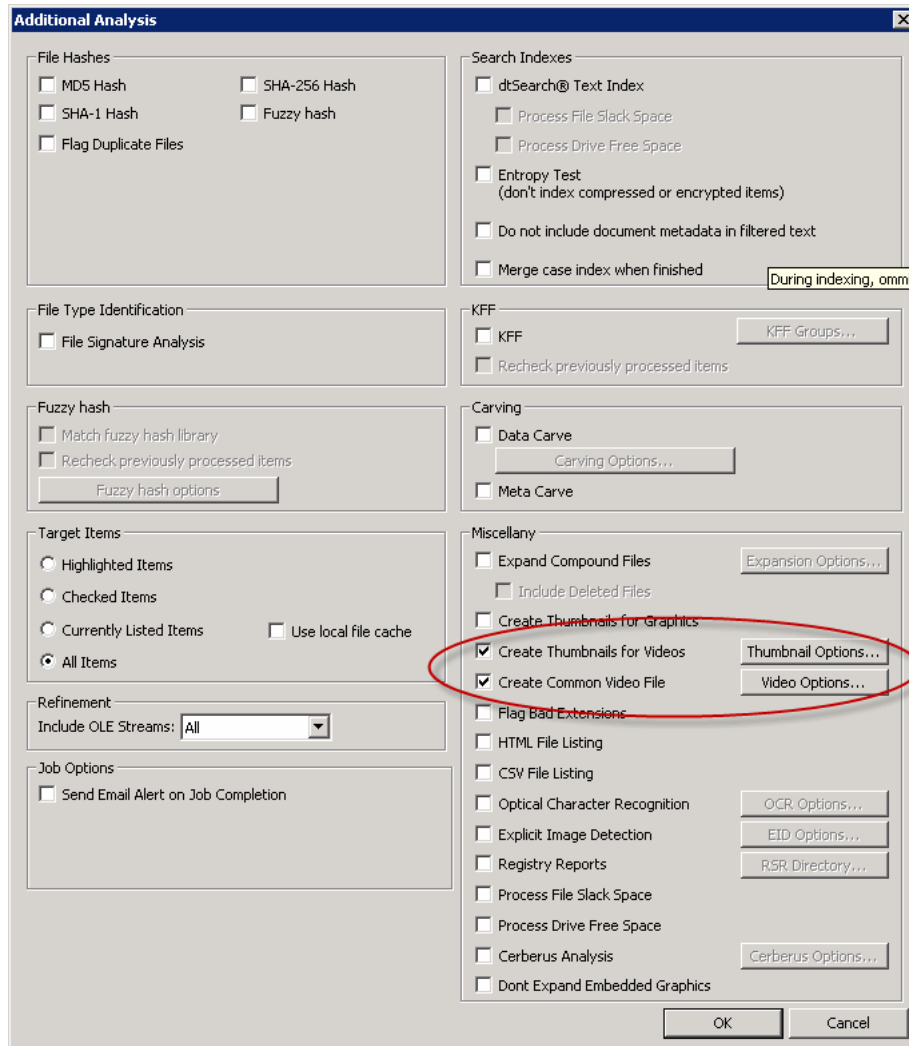 Additional Analysis
File Hashes
MD5 Hash
SHA-256 Hash
SHA-1 Hash
Fuzzy hash
Flag Duplicate Files
Search Indexes
dtSearch® Text Index
Process File Slack Space
Process Drive Free Space
Entropy Test
(don't index compressed or encrypted items)
Do not include document metadata in filtered text
Merge case index when finished
During indexing, omm
File Type Identification
File Signature Analysis
KFF
KFF
KFF Groups...
Recheck previously processed items
Fuzzy hash
Match fuzzy hash library
Recheck previously processed items
Fuzzy hash options
Carving
Data Carve
Carving Options...
Meta Carve
Target Items
Highlighted Items
Checked Items
Currently Listed Items
Use local file cache
All Items
Refinement
Include OLE Streams: All
Job Options
Send Email Alert on Job Completion
Miscellany
Expand Compound Files
Expansion Options...
Include Deleted Files
Create Thumbnails for Graphics
Create Thumbnails for Videos
Thumbnail Options...
Create Common Video File
Video Options...
Flag Bad Extensions
HTML File Listing
CSV File Listing
Optical Character Recognition
OCR Options...
Explicit Image Detection
EID Options...
Registry Reports
RSR Directory...
Process File Slack Space
Process Drive Free Space
Cerberus Analysis
Cerberus Options...
Dont Expand Embedded Graphics
OK
Cancel